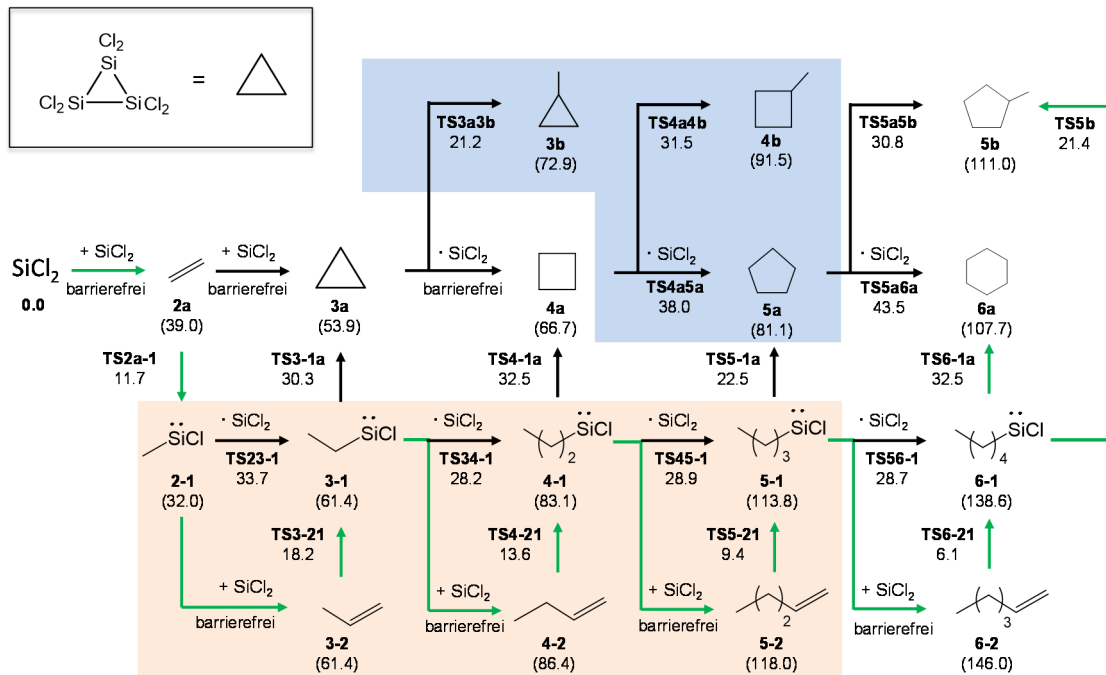 Cl2
Si
Cl2Si
SiCl2
=
TS3a3b
21.2
3b
(72.9)
TS4a4b
31.5
4b
(91.5)
TS5a5b
30.8
5b
(111.0)
TS5b
21.4
SiCl2
0.0
+ SiCl2
barrierefrei
2a
(39.0)
+ SiCl2
barrierefrei
3a
(53.9)
· SiCl2
barrierefrei
4a
(66.7)
· SiCl2
TS4a5a
38.0
5a
(81.1)
· SiCl2
TS5a6a
43.5
6a
(107.7)
TS2a-1
11.7
TS3-1a
30.3
TS4-1a
32.5
TS5-1a
22.5
TS6-1a
32.5
SiCl
2-1
(32.0)
· SiCl2
TS23-1
33.7
SiCl
3-1
(61.4)
· SiCl2
TS34-1
28.2
( )2 SiCl
4-1
(83.1)
· SiCl2
TS45-1
28.9
( )3 SiCl
5-1
(113.8)
· SiCl2
TS56-1
28.7
( )4 SiCl
6-1
(138.6)
TS3-21
18.2
TS4-21
13.6
TS5-21
9.4
TS6-21
6.1
+ SiCl2
barrierefrei
3-2
(61.4)
+ SiCl2
barrierefrei
4-2
(86.4)
+ SiCl2
barrierefrei
( )2
5-2
(118.0)
+ SiCl2
barrierefrei
( )3
6-2
(146.0)